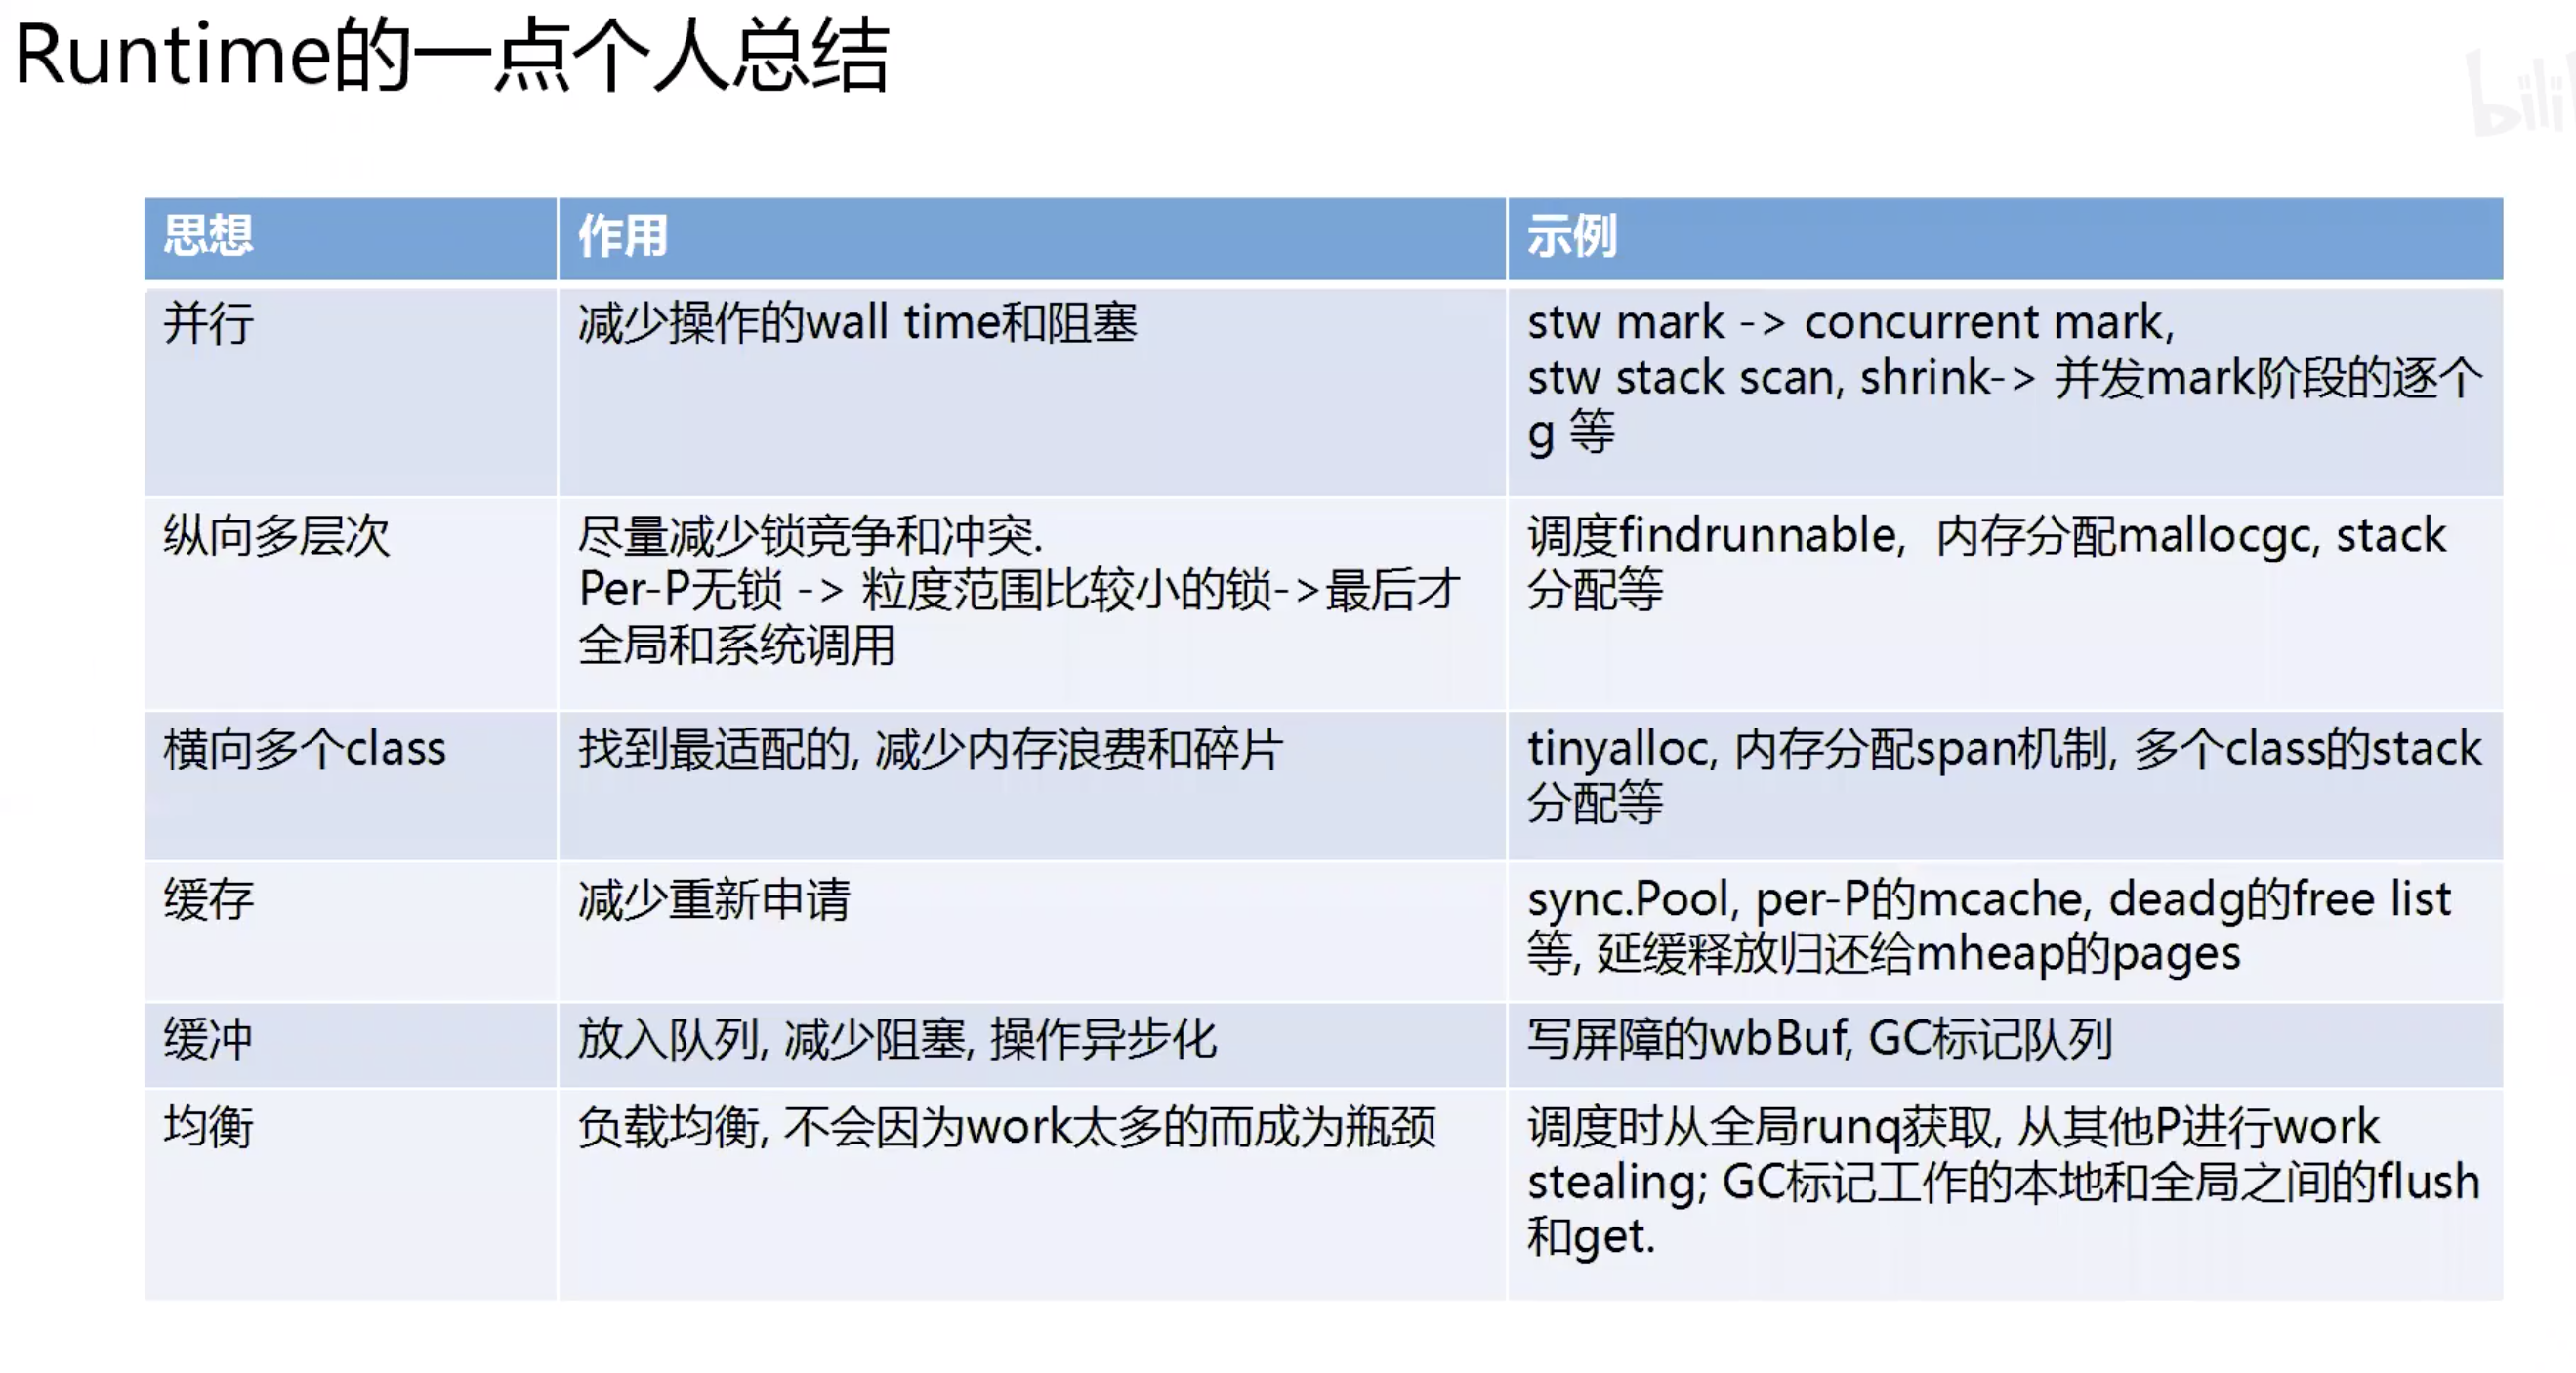 Runtime的一点个人总结
思想
作用
示例
并行
减少操作的wall time和阻塞
stw mark -> concurrent mark,
stw stack scan, shrink-> 并发mark阶段的逐个
g 等
纵向多层次
尽量减少锁竞争和冲突.
Per-P无锁 -> 粒度范围比较小的锁->最后才
全局和系统调用
调度findrunnable, 内存分配mallocgc, stack
分配等
横向多个class
找到最适配的, 减少内存浪费和碎片
tinyalloc, 内存分配span机制, 多个class的stack
分配等
缓存
减少重新申请
sync.Pool, per-P的mcache, deadg的free list
等, 延缓释放归还给mheap的pages
缓冲
放入队列, 减少阻塞, 操作异步化
写屏障的wbBuf, GC标记队列
均衡
负载均衡, 不会因为work太多的而成为瓶颈
调度时从全局runq获取, 从其他P进行work
stealing; GC标记工作的本地和全局之间的flush
和get.